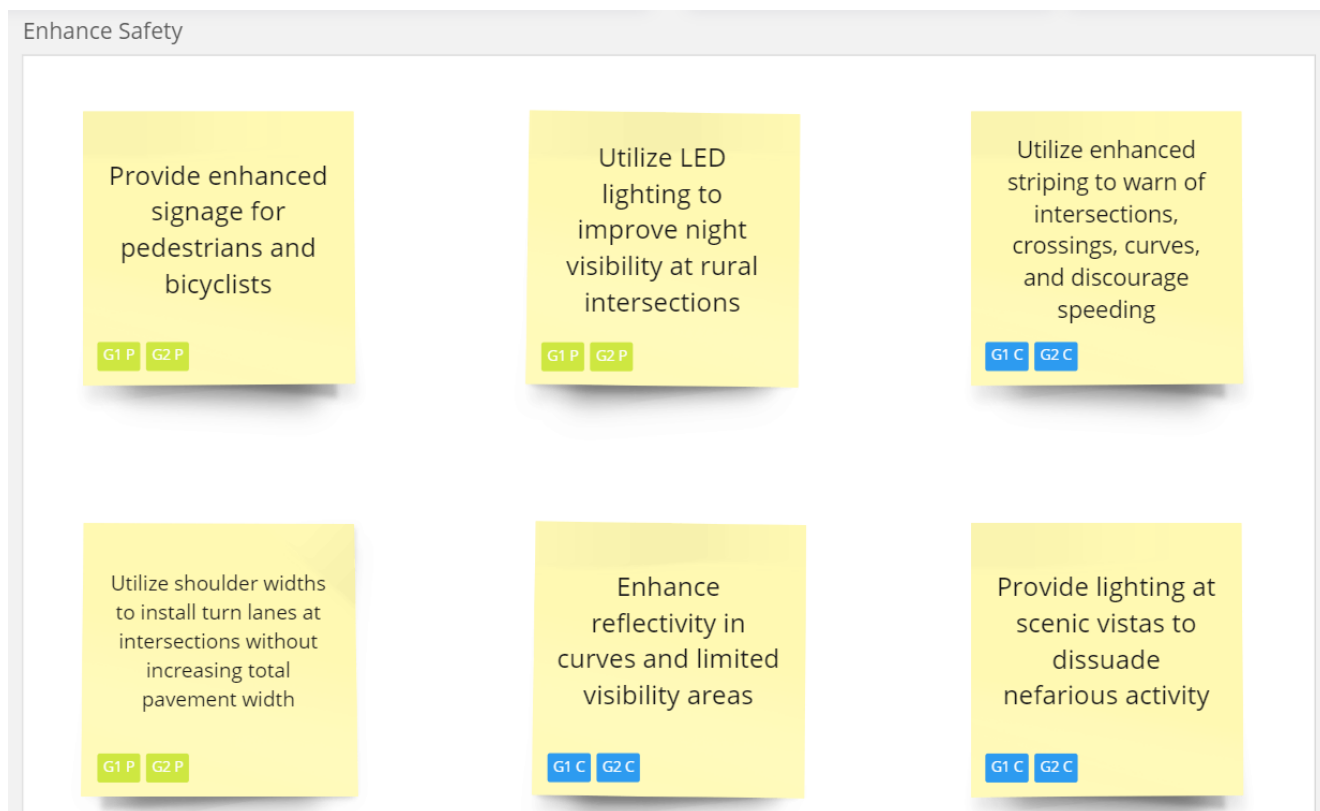 Enhance Safety
Provide enhanced
signage for
pedestrians and
bicyclists
G1 P G2 P
Utilize LED
lighting to
improve night
visibility at rural
intersections
G1 P G2 P
Utilize enhanced
striping to warn of
intersections,
crossings, curves,
and discourage
speeding
G1 C G2 C
Utilize shoulder widths
to install turn lanes at
intersections without
increasing total
pavement width
G1 P G2 P
Enhance
reflectivity in
curves and limited
visibility areas
G1 C G2 C
Provide lighting at
scenic vistas to
dissuade
nefarious activity
G1 C G2 C